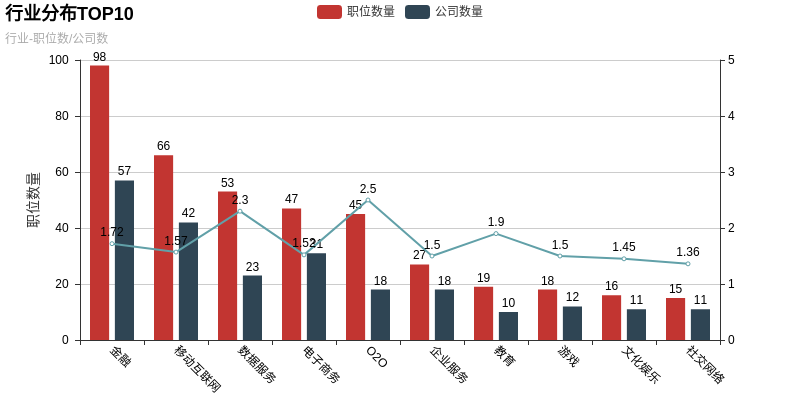 行业分布TOP10
行业-职位数/公司数
职位数量
公司数量
职位数量
100
80
60
40
20
0
5
4
3
2
1
0
98
66
53
47
45
27
19
18
16
15
57
42
23
31
18
18
10
12
11
11
1.72
1.57
2.3
1.52
2.5
1.5
1.9
1.5
1.45
1.36
金融
移动互联网
数据服务
电子商务
O2O
企业服务
教育
游戏
文化娱乐
社交网络